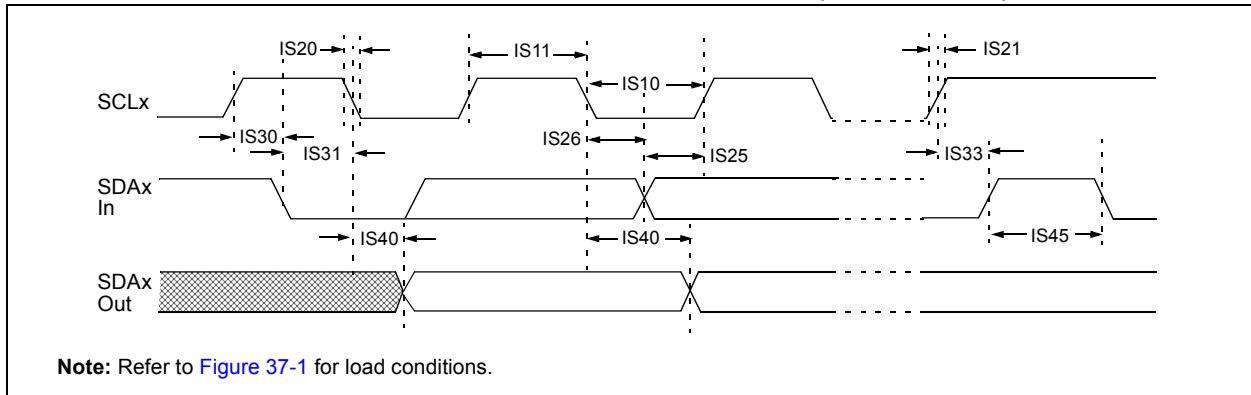 IS20
IS11
IS21
IS10
SCLx
IS30
IS26
IS31
IS25
IS33
SDAx
In
IS40
IS40
IS45
SDAx
Out
Note: Refer to Figure 37-1 for load conditions.